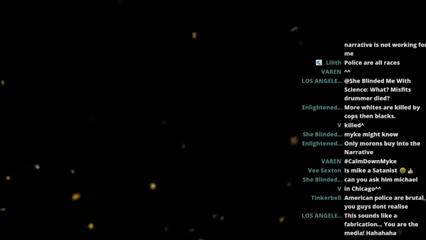 narrative is not working for
me
Lilith Police are all races
VAREN ^^
LOS ANGELE... @She Blinded Me With
Science: What? Misfits
drummer died?
Enlightened... More whites are killed by
cops then blacks.
V killed^
She Blinded... myke might know
Enlightened... Only morons buy into the
Narrative
VAREN #CalmDownMyke
Vee Sexton Is mike a Satanist
She Blinded... can you ask him michael
V in Chicago^^
Tinkerbell American police are brutal,
you guys dont realise
LOS ANGELE... This sounds like a
fabrication... You are the
media! Hahahaha